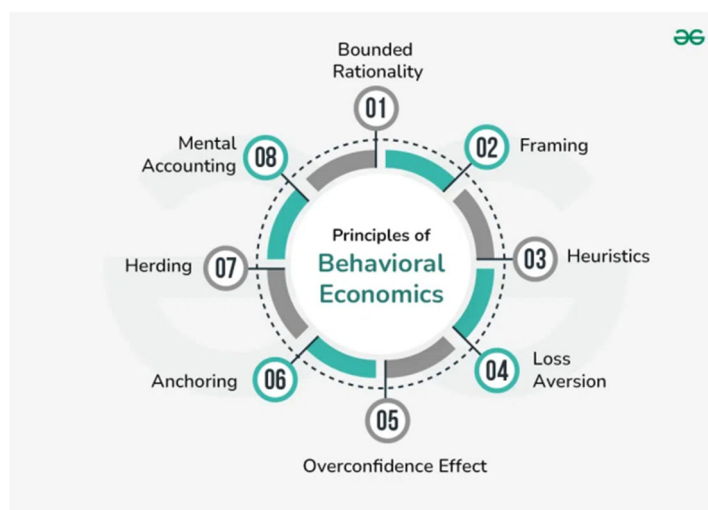 Bounded
Rationality
01
02
Framing
03
Heuristics
04
Loss
Aversion
05
Overconfidence Effect
06
Anchoring
07
Herding
08
Mental
Accounting
Principles of
Behavioral
Economics